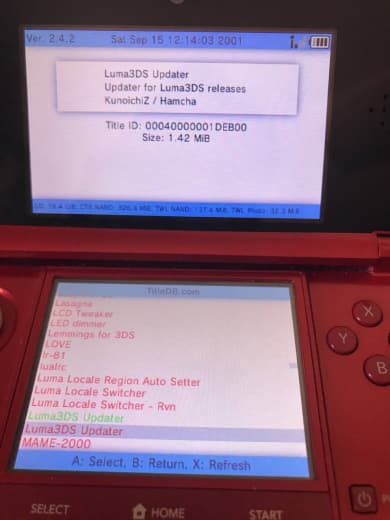 Ver. 2.4.2
Sat Sep 15 12:14:03 2001
Luma3DS Updater
Updater for Luma3DS releases
KunoichiZ / Hamcha
Title ID: 00040000001DEB00
Size: 1.42 MiB
TitleDB.com
Lasagna
LCD Tweaker
LED dimmer
Lemmings for 3DS
LOVE
lr-81
Luma Locale Region Auto Setter
Luma Locale Switcher
Luma Locale Switcher - Rvn
Luma3DS Updater
Luma3DS Updater
MAME-2000
A: Select, B: Return, X: Refresh
X
Y
B
SELECT
HOME
START